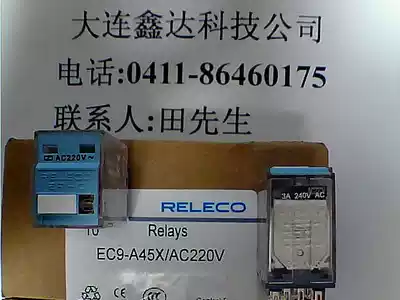 大连鑫达科技公司
电话:0411-86460175
联系人:田先生
AC220V~
3A 240V AC
RELECO
10 Relays
EC9-A45X/AC220V